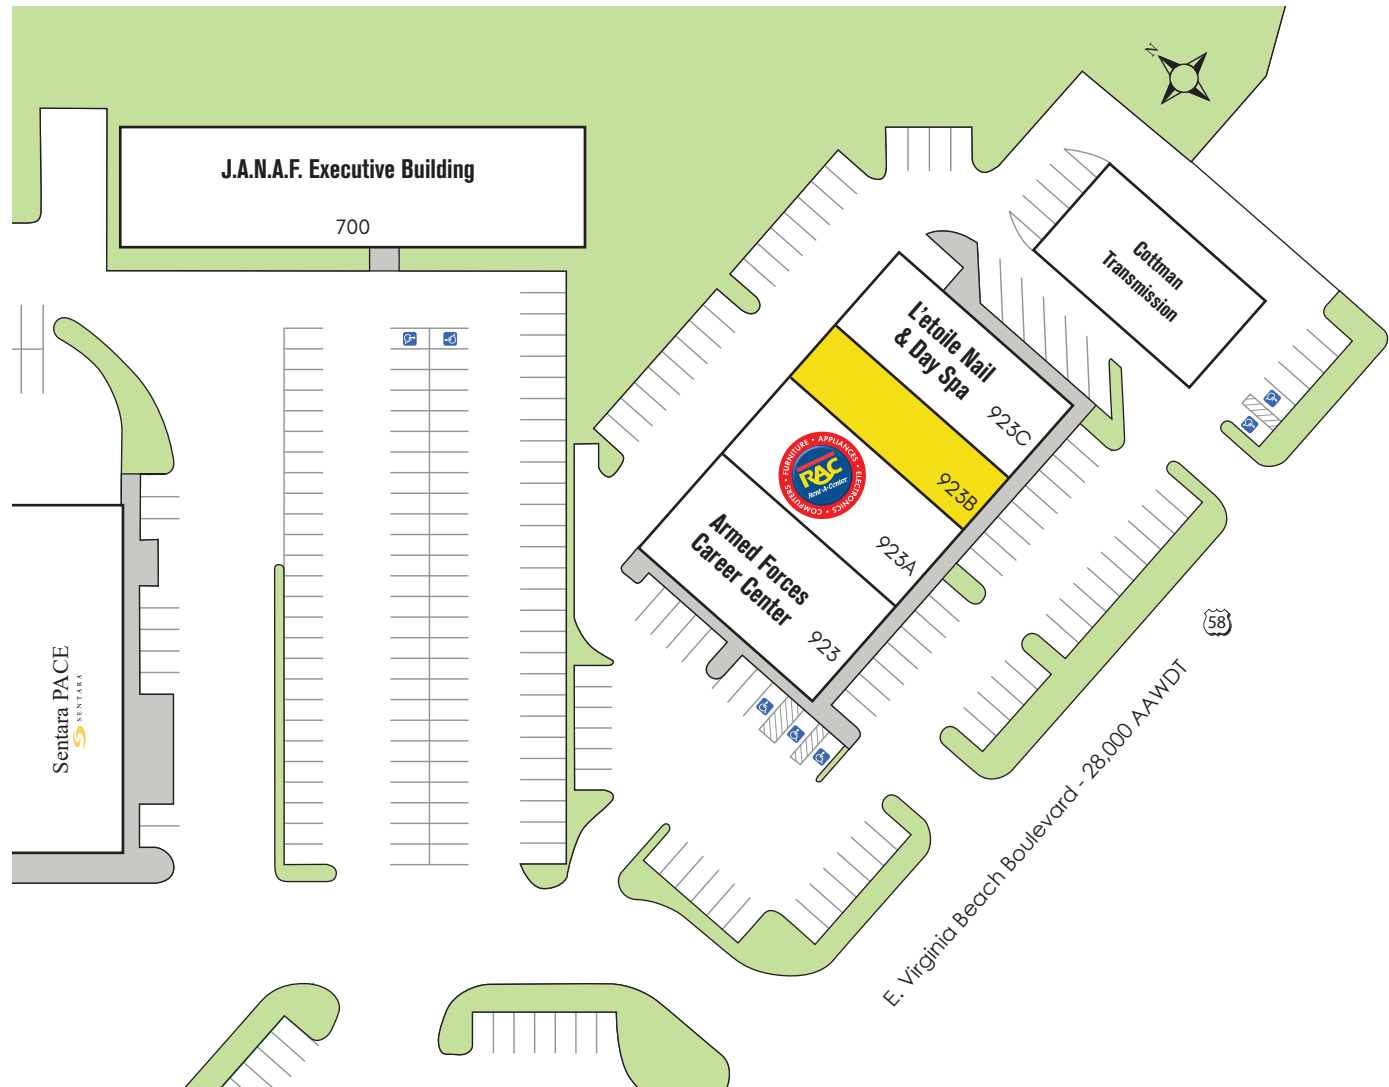 N
J.A.N.A.F. Executive Building
700
Cottman
Transmission
L'etoile Nail
& Day Spa
923C
923B
FURNITURE • APPLIANCES • ELECTRONICS • COMPUTERS •
RAC
Rent-A-Center
923A
Armed Forces
Career Center
923
58
Sentara PACE
SENTARA
E. Virginia Beach Boulevard - 28,000 AAWDT